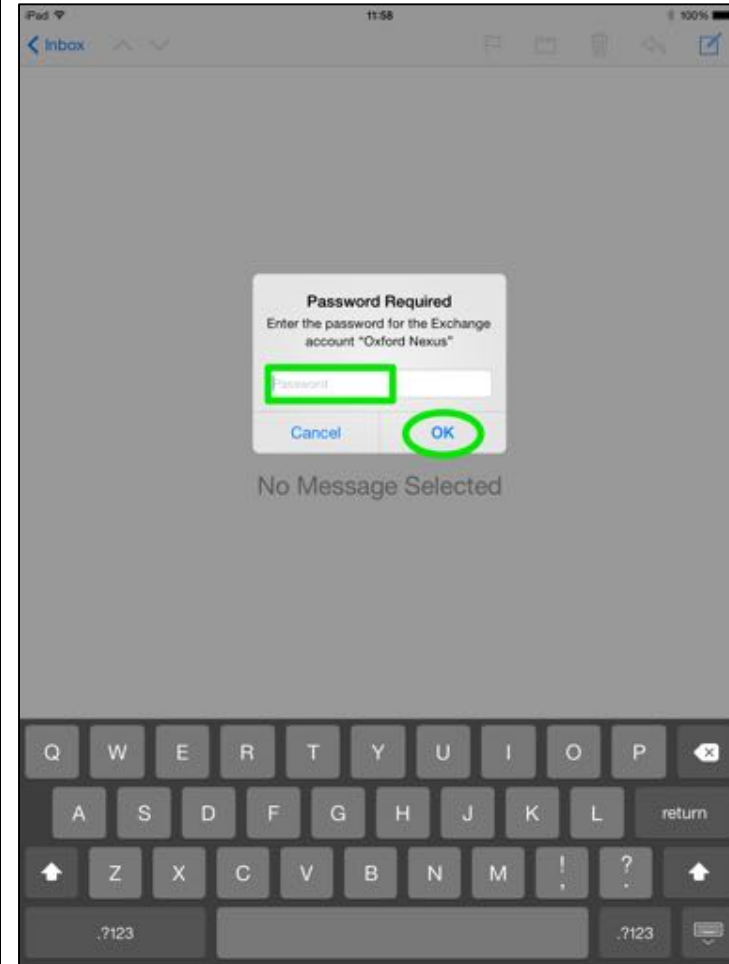 iPad 11:58 100%
Inbox
Password Required
Enter the password for the Exchange
account "Oxford Nexus"
Password
Cancel OK
No Message Selected
Q W E R T Y U I O P
A S D F G H J K L return
Z X C V B N M ! , ? .
.?123 .?123